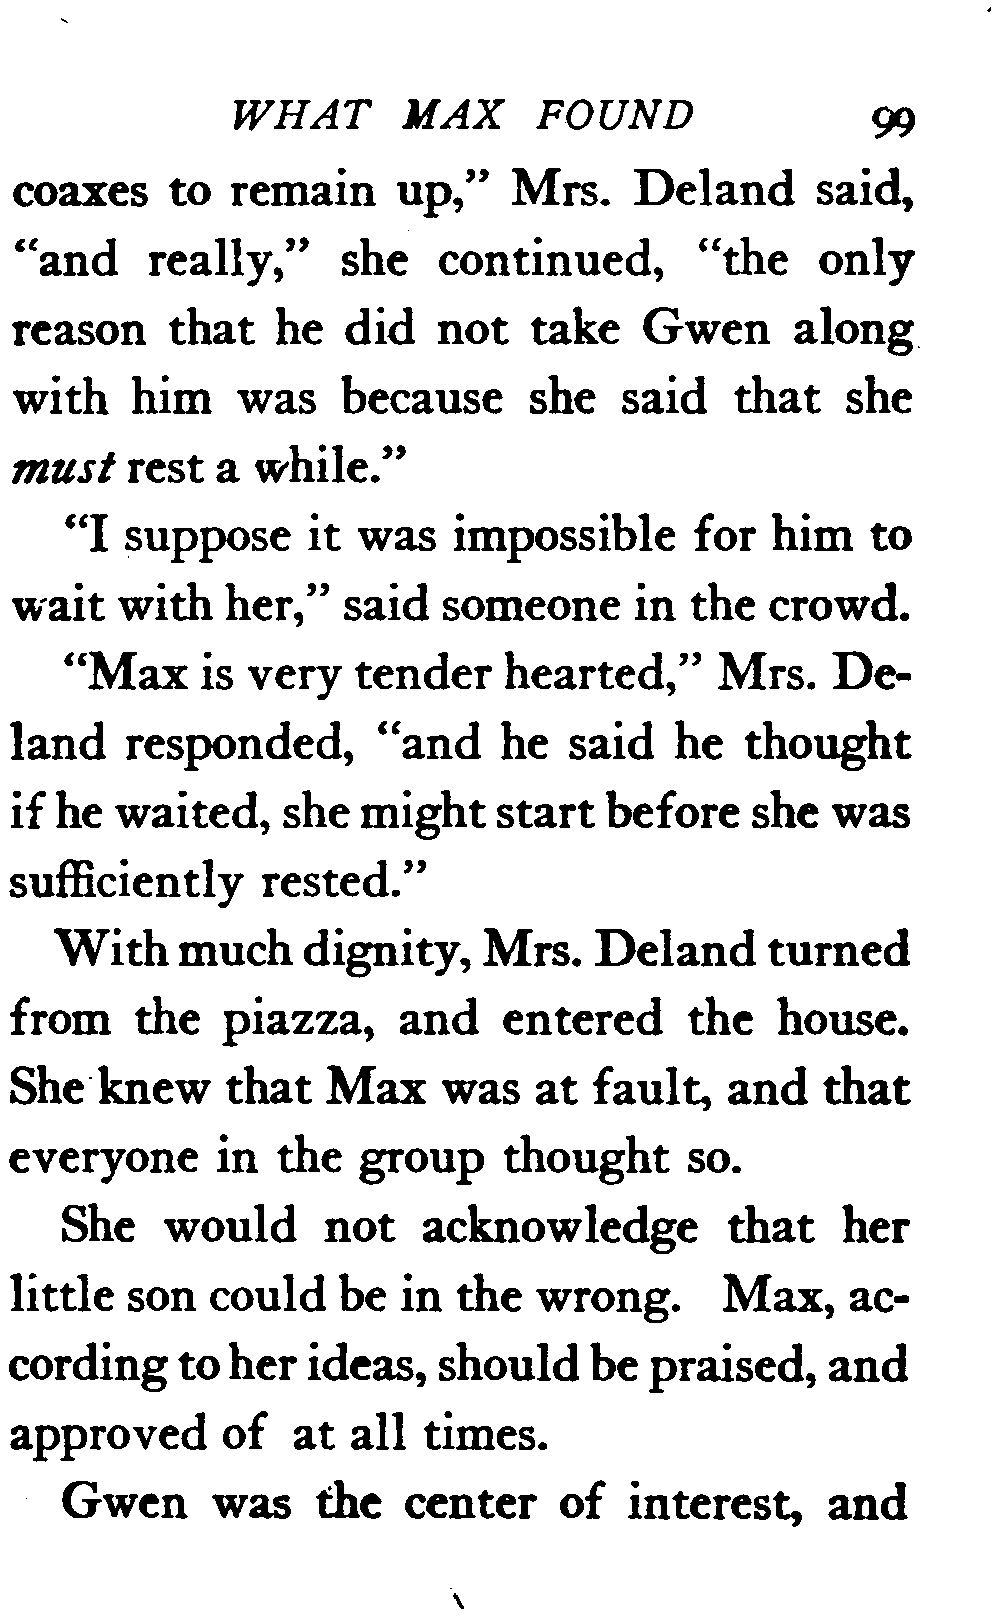 WHAT MAX FOUND 99
coaxes to remain up,” Mrs. Deland said,
“and really,” she continued, “the only
reason that he did not take Gwen along
with him was because she said that she
must rest a while.”
“I suppose it was impossible for him to
wait with her,” said someone in the crowd.
“Max is very tender hearted,” Mrs. De-
land responded, “and he said he thought
if he waited, she might start before she was
sufficiently rested.”
With much dignity, Mrs. Deland turned
from the piazza, and entered the house.
She knew that Max was at fault, and that
everyone in the group thought so.
She would not acknowledge that her
little son could be in the wrong. Max, ac-
cording to her ideas, should be praised, and
approved of at all times.
Gwen was the center of interest, and